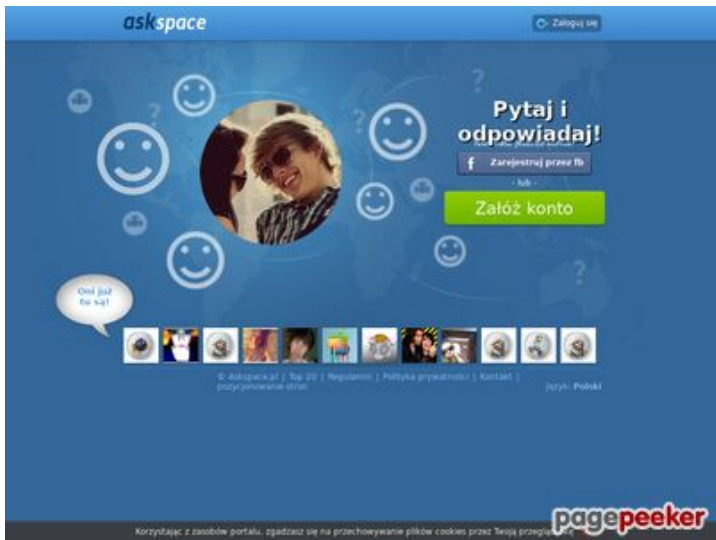 askspace
Zaloguj się
Pytaj i
odpowiadaj!
Zarejestruj przez fb
- lub -
Załóż konto
Oni już
tu są!
© Askspace.pl | Top 20 | Regulamin | Polityka prywatności | Kontakt |
pozycjonowanie stron
Język: Polski
Korzystając z zasobów portalu, zgadzasz się na przechowywanie plików cookies przez Twoją
pagepeeker